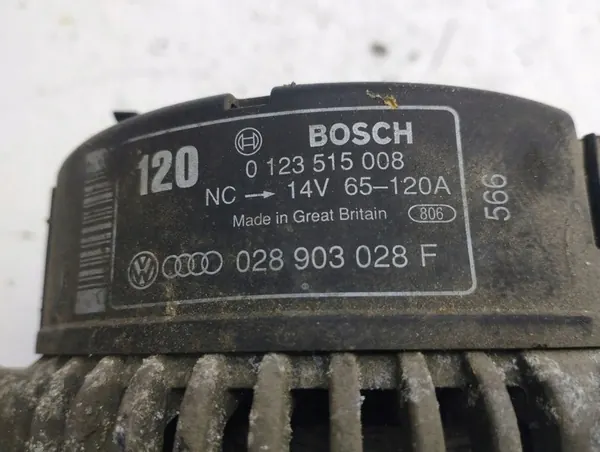 120
BOSCH
0 123 515 008
NC → 14V 65–120A
Made in Great Britain 806
028 903 028 F
566